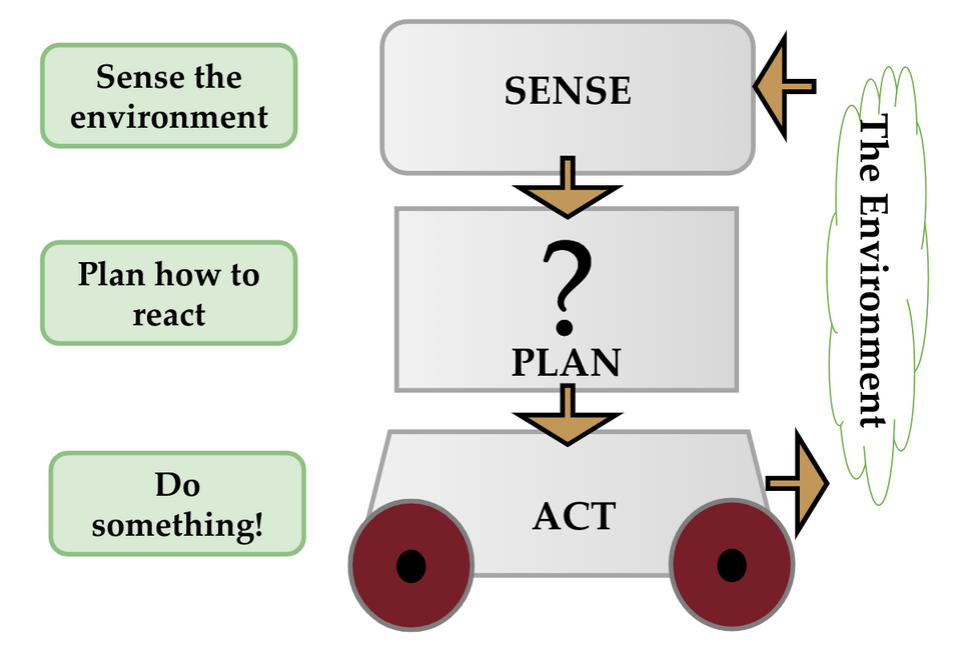 Sense the
environment
SENSE
The Environment
Plan how to
react
?
PLAN
Do
something!
ACT